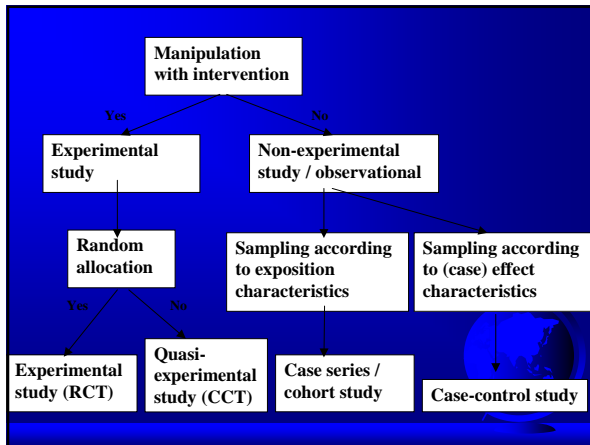 Manipulation
with intervention
Yes
No
Experimental
study
Non-experimental
study / observational
Random
allocation
Sampling according
to exposition
characteristics
Sampling according
to (case) effect
characteristics
Yes
No
Experimental
study (RCT)
Quasi-
experimental
study (CCT)
Case series /
cohort study
Case-control study